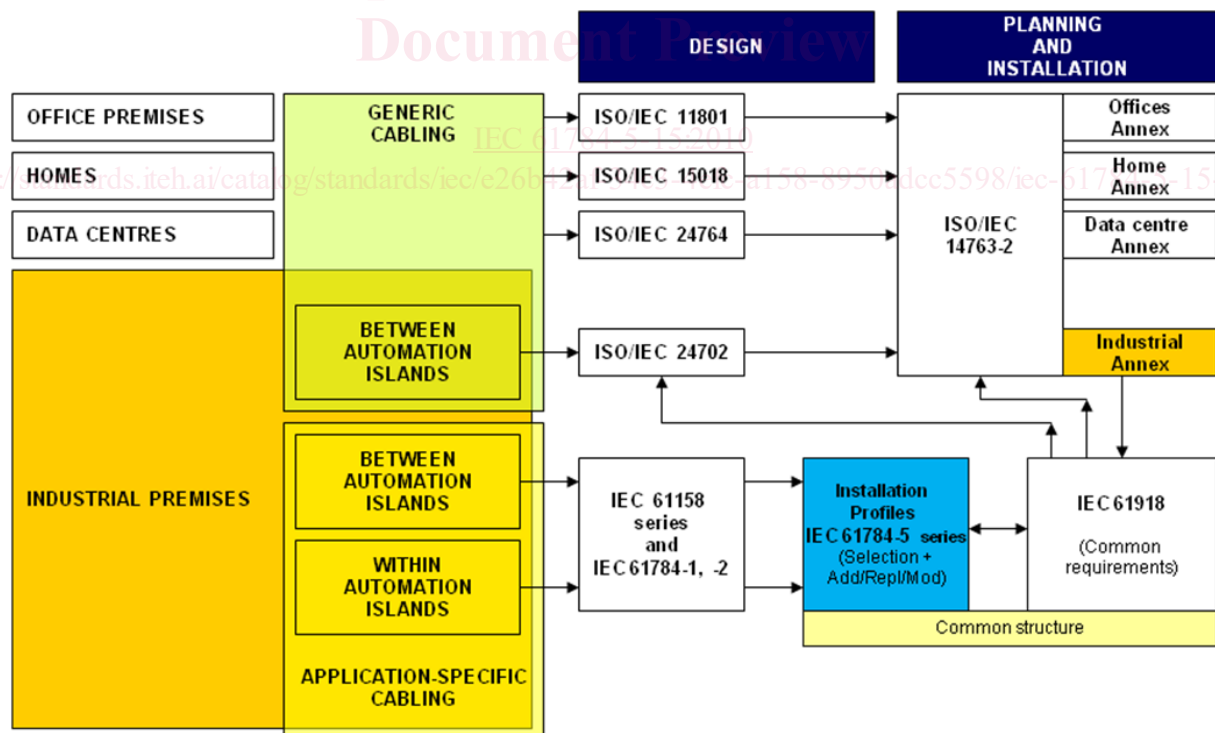 Document Preview
DESIGN
PLANNING
AND
INSTALLATION
OFFICE PREMISES
GENERIC
CABLING
ISO/IEC 11801
Offices
Annex
IEC 61784-5-15:2010
HOMES
ISO/IEC 15018
Home
Annex
DATA CENTRES
ISO/IEC 24764
ISO/IEC
14763-2
Data centre
Annex
BETWEEN
AUTOMATION
ISLANDS
ISO/IEC 24702
Industrial
Annex
INDUSTRIAL PREMISES
BETWEEN
AUTOMATION
ISLANDS
WITHIN
AUTOMATION
ISLANDS
APPLICATION-SPECIFIC
CABLING
IEC 61158
series
and
IEC 61784-1, -2
Installation
Profiles
IEC 61784-5 series
(Selection +
Add/Repl/Mod)
IEC 61918
(Common
requirements)
Common structure